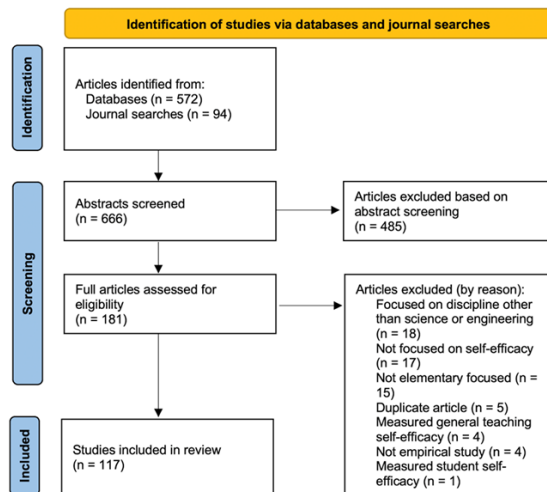 Identification of studies via databases and journal searches
Identification
Articles identified from:
Databases (n = 572)
Journal searches (n = 94)
Screening
Abstracts screened
(n = 666)
Articles excluded based on
abstract screening
(n = 485)
Full articles assessed for
eligibility
(n = 181)
Articles excluded (by reason):
Focused on discipline other
than science or engineering
(n = 18)
Not focused on self-efficacy
(n = 17)
Not elementary focused (n =
15)
Duplicate article (n = 5)
Measured general teaching
self-efficacy (n = 4)
Not empirical study (n = 4)
Measured student self-
efficacy (n = 1)
Included
Studies included in review
(n = 117)